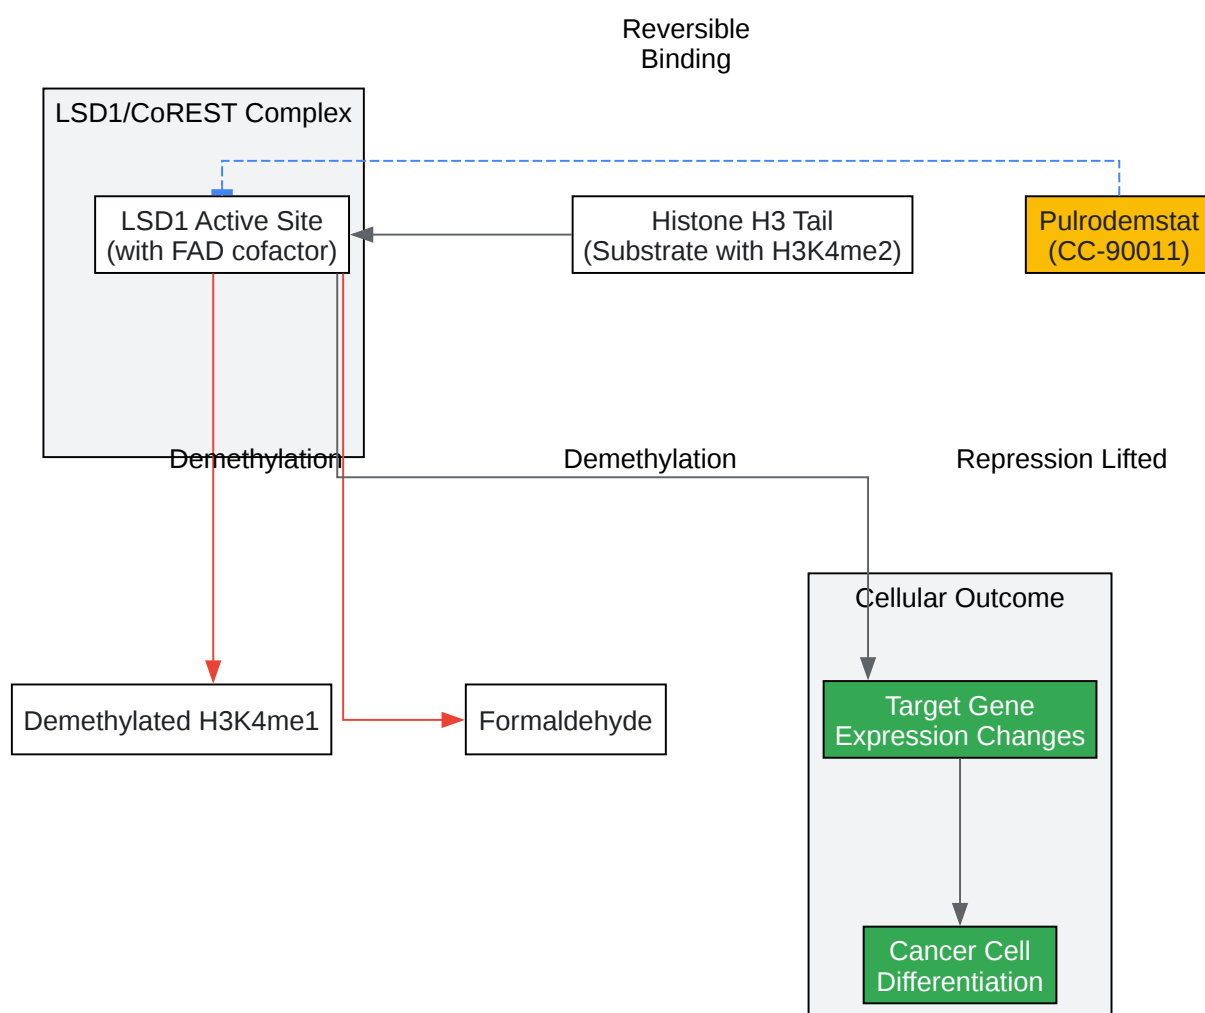 Reversible
Binding
LSD1/CoREST Complex
LSD1 Active Site
(with FAD cofactor)
Histone H3 Tail
(Substrate with H3K4me2)
Pulrodemstat
(CC-90011)
Demethylation
Demethylation
Repression Lifted
Cellular Outcome
Demethylated H3K4me1
Formaldehyde
Target Gene
Expression Changes
Cancer Cell
Differentiation